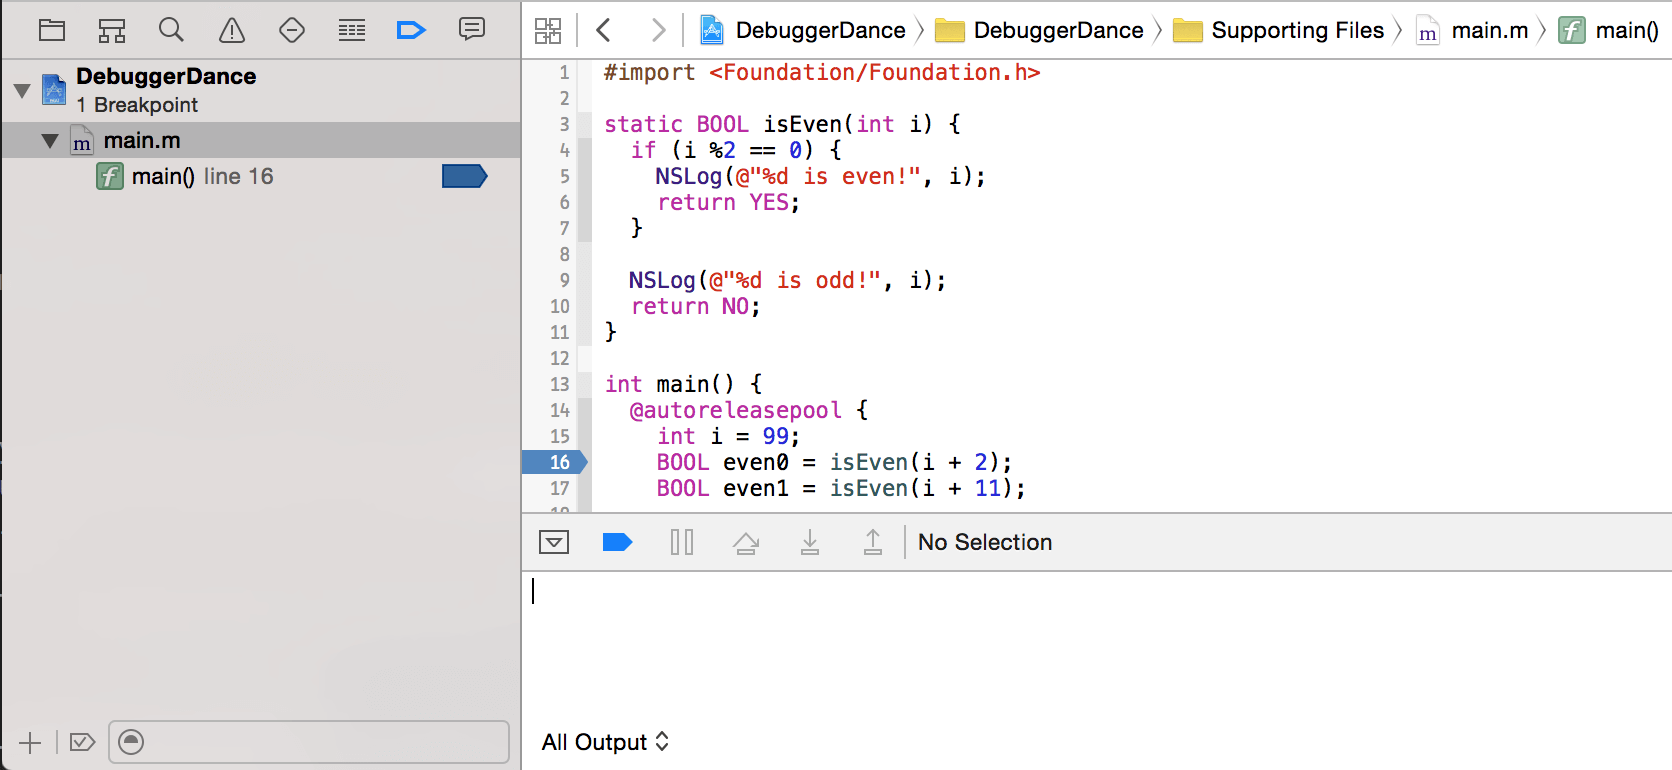 DebuggerDance
1 Breakpoint
main.m
main() line 16
DebuggerDance DebuggerDance Supporting Files main.m main()
1 #import <Foundation/Foundation.h>
2
3 static BOOL isEven(int i) {
4   if (i %2 == 0) {
5     NSLog(@"%d is even!", i);
6     return YES;
7   }
8
9   NSLog(@"%d is odd!", i);
10   return NO;
11 }
12
13 int main() {
14   @autoreleasepool {
15     int i = 99;
16     BOOL even0 = isEven(i + 2);
17     BOOL even1 = isEven(i + 11);
No Selection
All Output